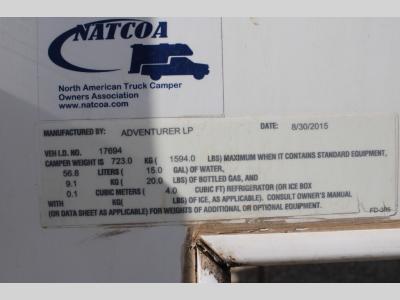 NATCOA
North American Truck Camper
Owners Association
www.natcoa.com
MANUFACTURED BY: ADVENTURER LP DATE: 8/30/2015
VEH I.D. NO. 17694
CAMPER WEIGHT IS 723.0 KG ( 1594.0 LBS) MAXIMUM WHEN IT CONTAINS STANDARD EQUIPMENT,
56.8 LITERS ( 15.0 GAL) OF WATER,
9.1 KG ( 20.0 LBS) OF BOTTLED GAS, AND
0.1 CUBIC METERS ( 4.0 CUBIC FT) REFRIGERATOR (OR ICE BOX
WITH KG( LBS) OF ICE, AS APPLICABLE). CONSULT OWNER'S MANUAL
(OR DATA SHEET AS APPLICABLE) FOR WEIGHTS OF ADDITIONAL OR OPTIONAL EQUIPMENT.